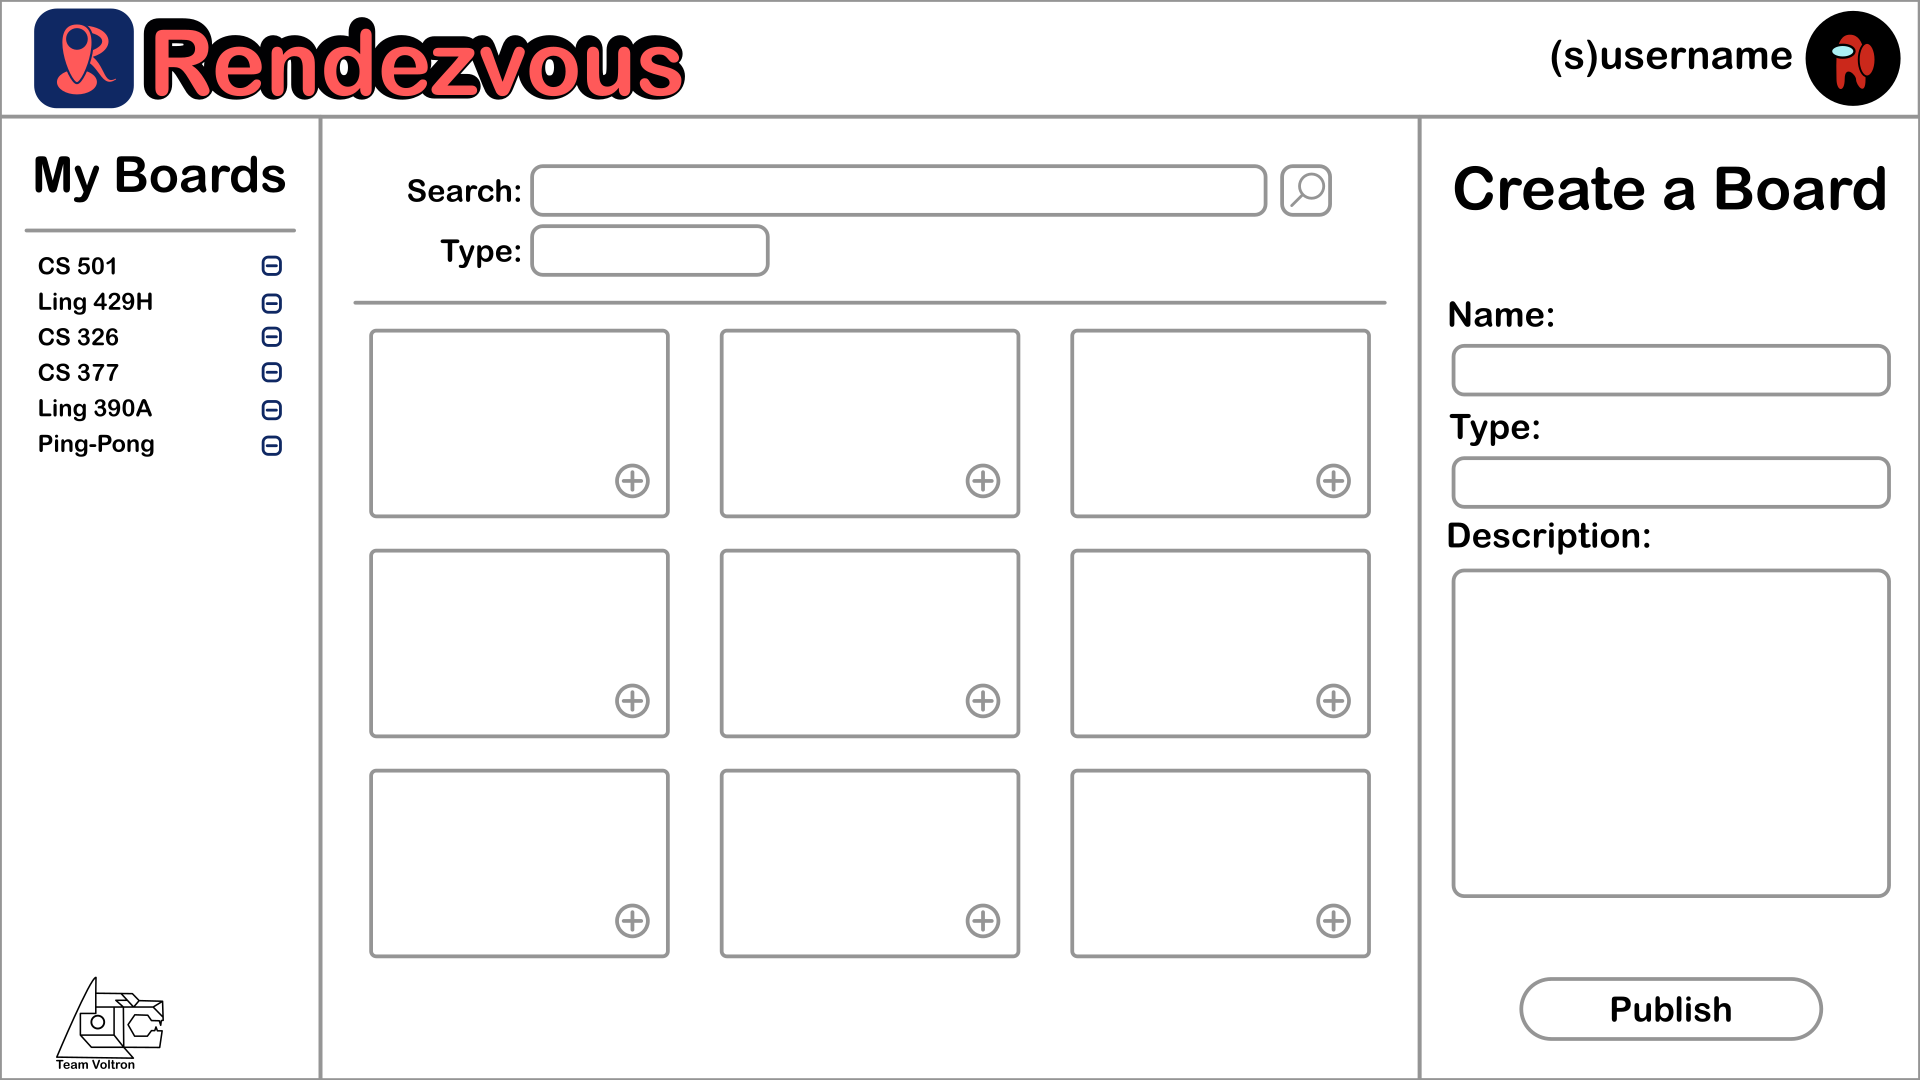 Rendezvous
(s)username
My Boards
CS 501
Ling 429H
CS 326
CS 377
Ling 390A
Ping-Pong
Team Voltron
Search:
Type:
Create a Board
Name:
Type:
Description:
Publish